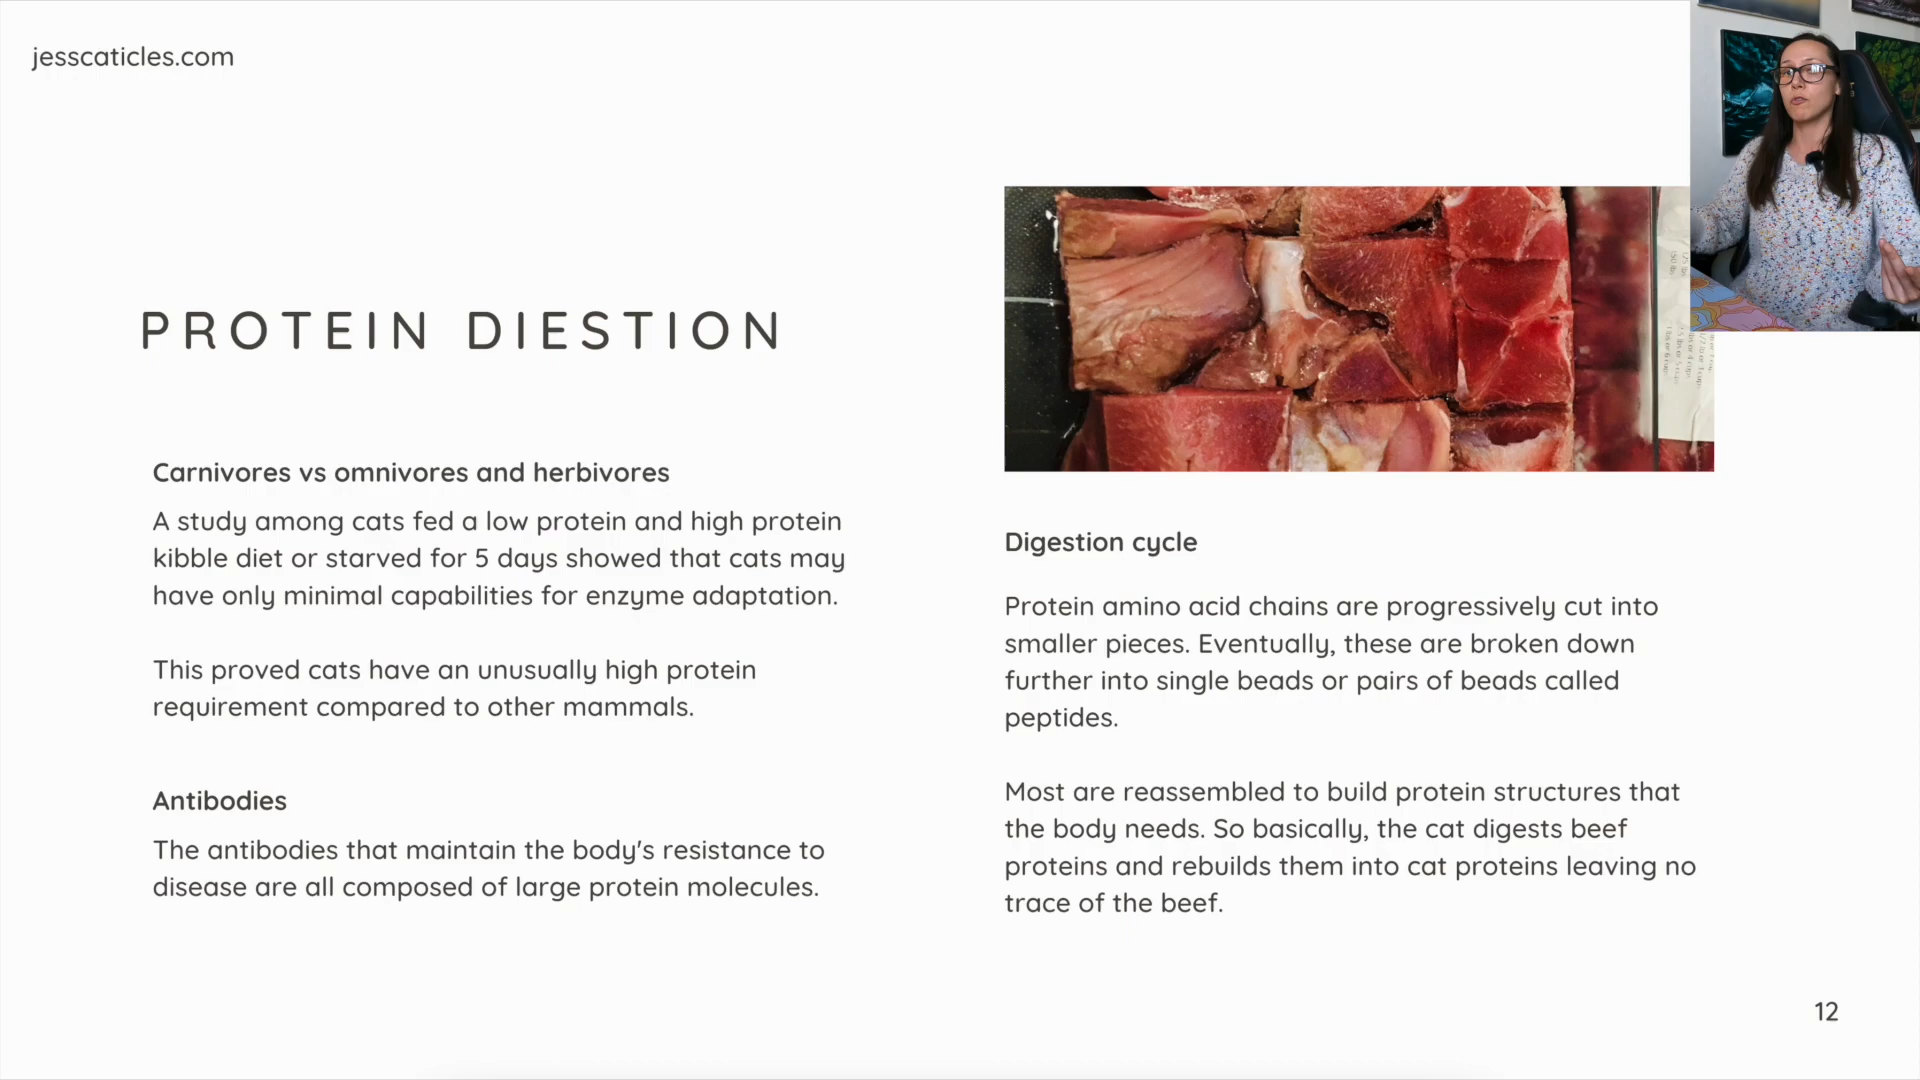 jesscaticles.com
PROTEIN DIESTION
Carnivores vs omnivores and herbivores
A study among cats fed a low protein and high protein
kibble diet or starved for 5 days showed that cats may
have only minimal capabilities for enzyme adaptation.
This proved cats have an unusually high protein
requirement compared to other mammals.
Antibodies
The antibodies that maintain the body's resistance to
disease are all composed of large protein molecules.
Digestion cycle
Protein amino acid chains are progressively cut into
smaller pieces. Eventually, these are broken down
further into single beads or pairs of beads called
peptides.
Most are reassembled to build protein structures that
the body needs. So basically, the cat digests beef
proteins and rebuilds them into cat proteins leaving no
trace of the beef.
12